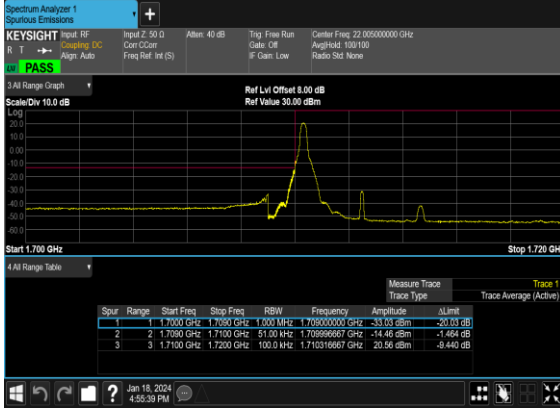 Spectrum Analyzer 1
Spurious Emissions
+
KEYSIGHT Input: RF Input Z: 50 Ω Atten: 40 dB Trig: Free Run Center Freq: 22.005000000 GHz
R T Coupling: DC Corr CCorr Gate: Off Avg|Hold: 100/100
Align: Auto Freq Ref: Int (S) IF Gain: Low Radio Std: None
LXI PASS
3.All Range Graph
Ref Lvl Offset 8.00 dB
Scale/Div 10.0 dB Ref Value 30.00 dBm
Log
20.0
10.0
0.00
-10.0
-20.0
-30.0
-40.0
-50.0
-60.0
Start 1.700 GHz Stop 1.720 GH
4.All Range Table
Measure Trace Trace 1
Trace Type Trace Average (Active)
Spur Range Start Freq Stop Freq RBW Frequency Amplitude ΔLimit
1 1 1.7000 GHz 1.7090 GHz 1.000 MHz 1.709000000 GHz -33.03 dBm -20.03 dB
2 2 1.7090 GHz 1.7100 GHz 51.00 kHz 1.709996667 GHz -14.46 dBm -1.464 dB
3 3 1.7100 GHz 1.7200 GHz 100.0 kHz 1.710316667 GHz 20.56 dBm -9.440 dB
? Jan 18, 2024
4:55:39 PM